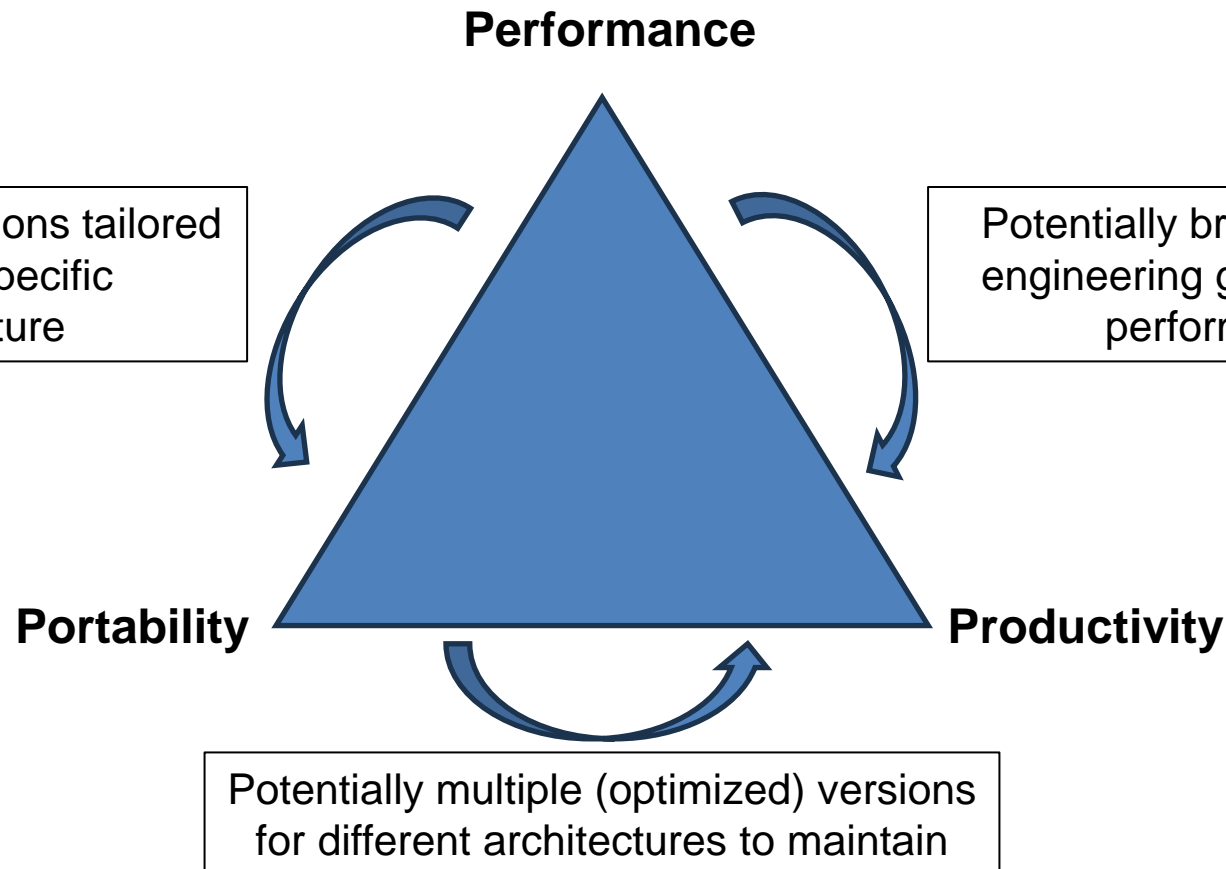 Performance
ons tailored
pecific
ture
Potentially br
engineering g
perforr
Portability
Productivity
Potentially multiple (optimized) versions
for different architectures to maintain